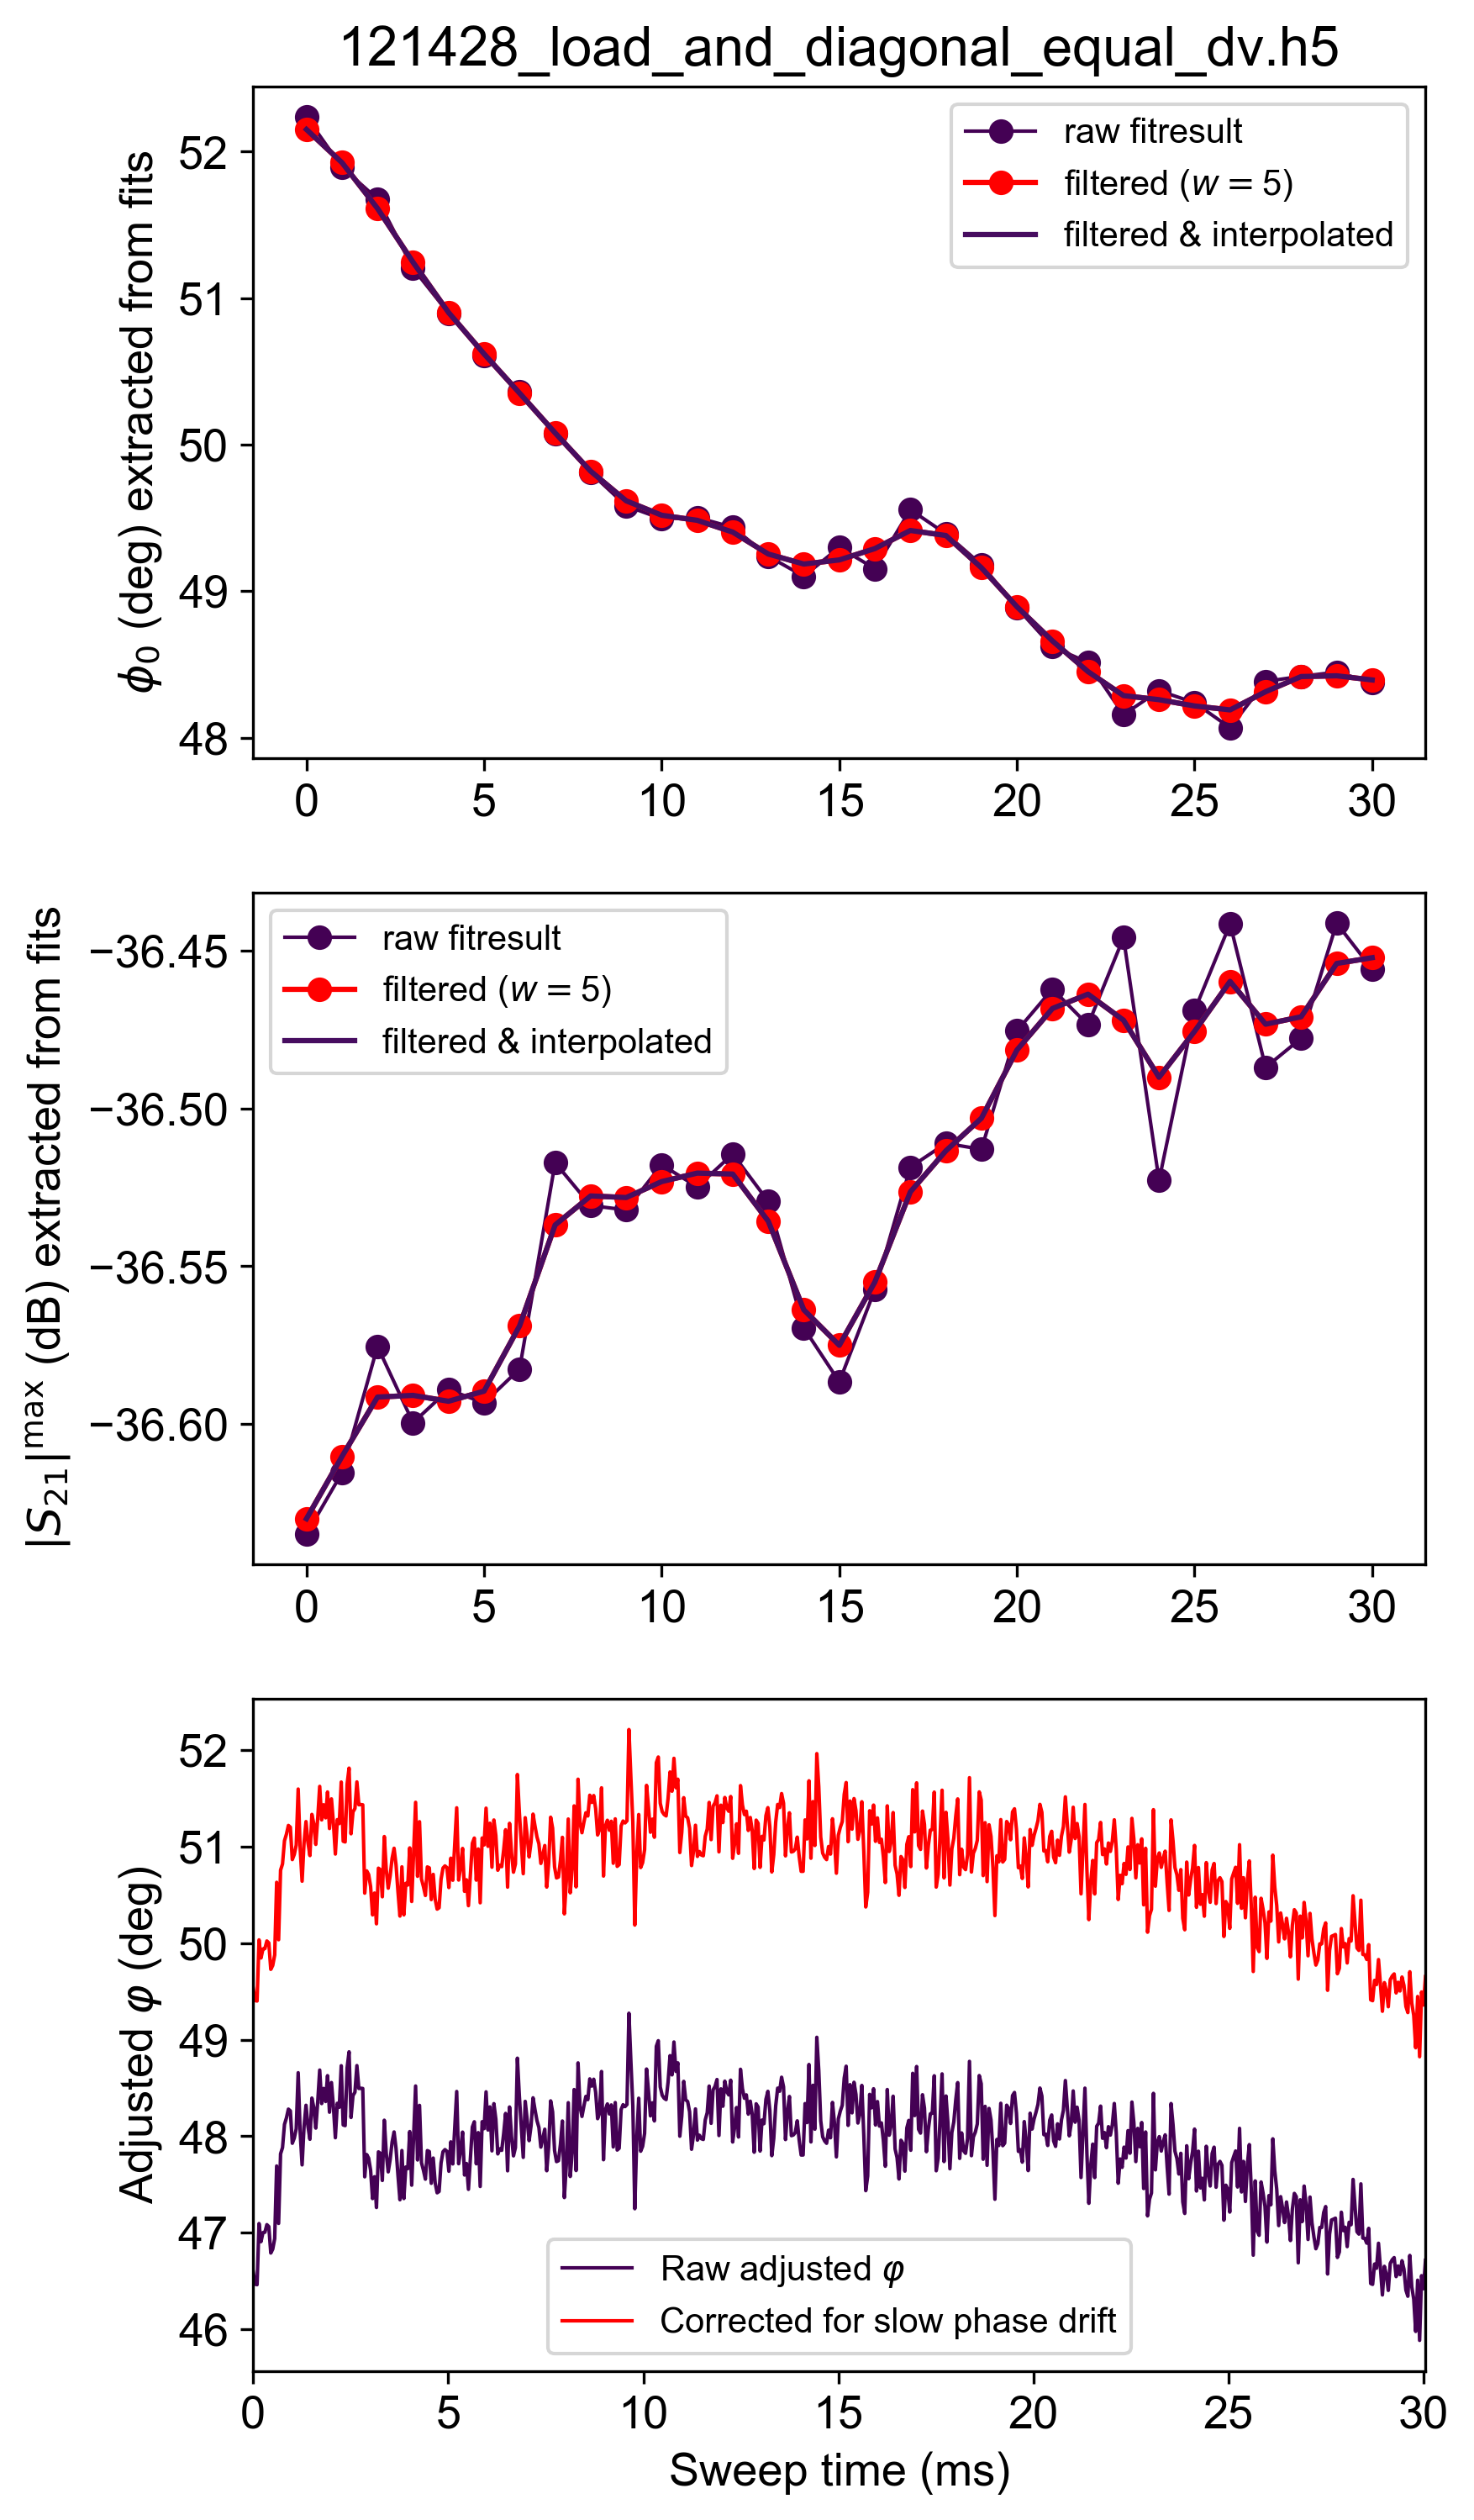 121428_load_and_diagonal_equal_dv.h5
raw fitresult
filtered (w = 5)
filtered & interpolated
ϕ₀ (deg) extracted from fits
52
51
50
49
48
0 5 10 15 20 25 30
raw fitresult
filtered (w = 5)
filtered & interpolated
|S₂₁|ᵐᵃˣ (dB) extracted from fits
−36.45
−36.50
−36.55
−36.60
0 5 10 15 20 25 30
Adjusted φ (deg)
52
51
50
49
48
47
46
Raw adjusted φ
Corrected for slow phase drift
0 5 10 15 20 25 30
Sweep time (ms)